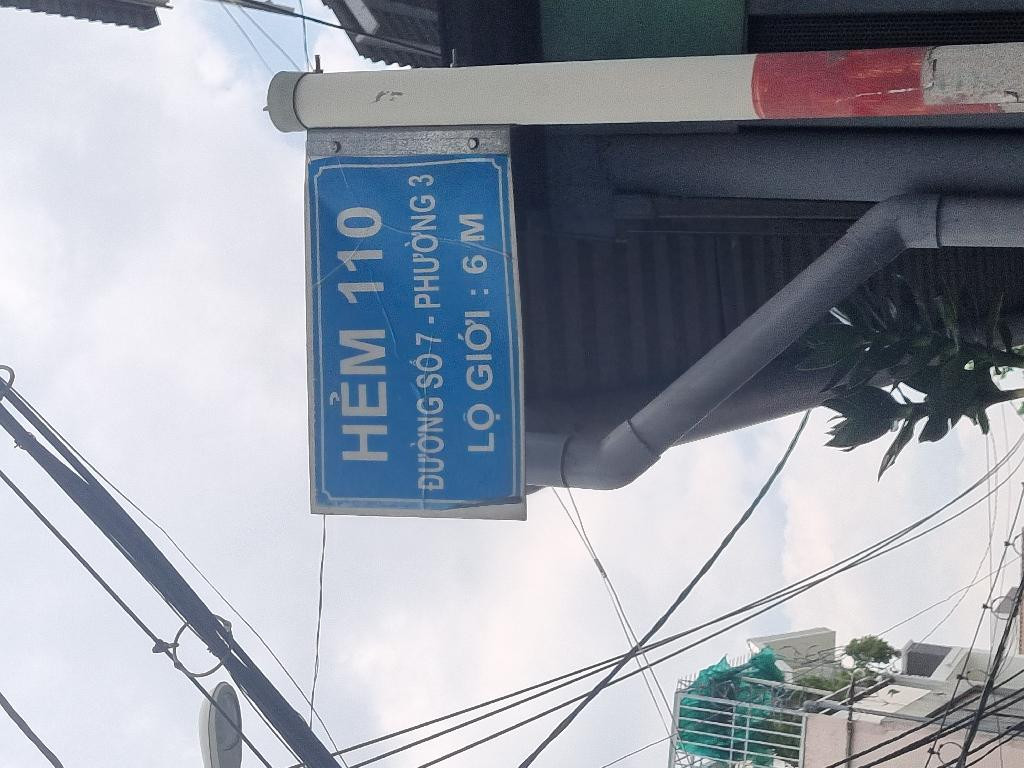 HẺM 110
ĐƯỜNG SỐ 7 - PHƯỜNG 3
LỘ GIỚI : 6 M